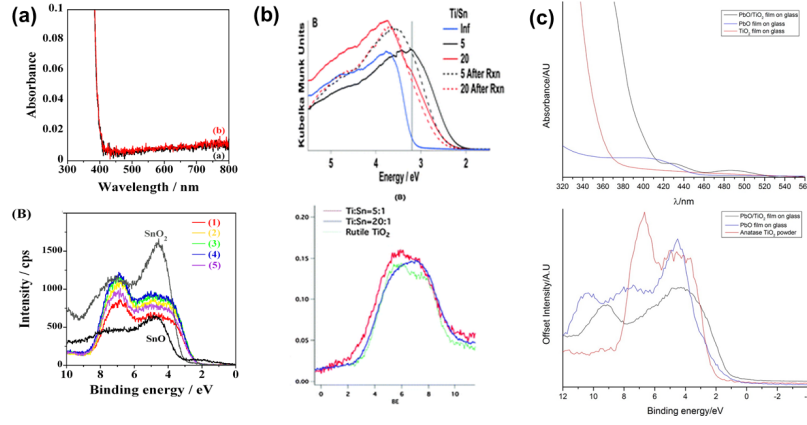 (a)
0.1
0.08
0.06
0.04
0.02
0
Absorbance
(b)
(a)
300 400 500 600 700 800
Wavelength / nm
(B)
1500
1000
500
0
Intensity / cps
SnO2
SnO
(1)
(2)
(3)
(4)
(5)
10 8 6 4 2 0
Binding energy / eV
(b)
B
Kubelka Munk Units
Ti/Sn
Inf
5
20
5 After Rxn
20 After Rxn
5 4 3 2
Energy / eV
(B)
Ti:Sn=5:1
Ti:Sn=20:1
Rutile TiO2
0.20
0.15
0.10
0.05
0.00
0 2 4 6 8 10
BE
(c)
PbO/TiO2 film on glass
PbO film on glass
TiO2 film on glass
Absorbance/AU
320 340 360 380 400 420 440 460 480 500 520 540 560
λ/nm
PbO/TiO2 film on glass
PbO film on glass
Anatase TiO2 powder
Offset Intensity/A.U
12 10 8 6 4 2 0 -2 -4
Binding energy/eV